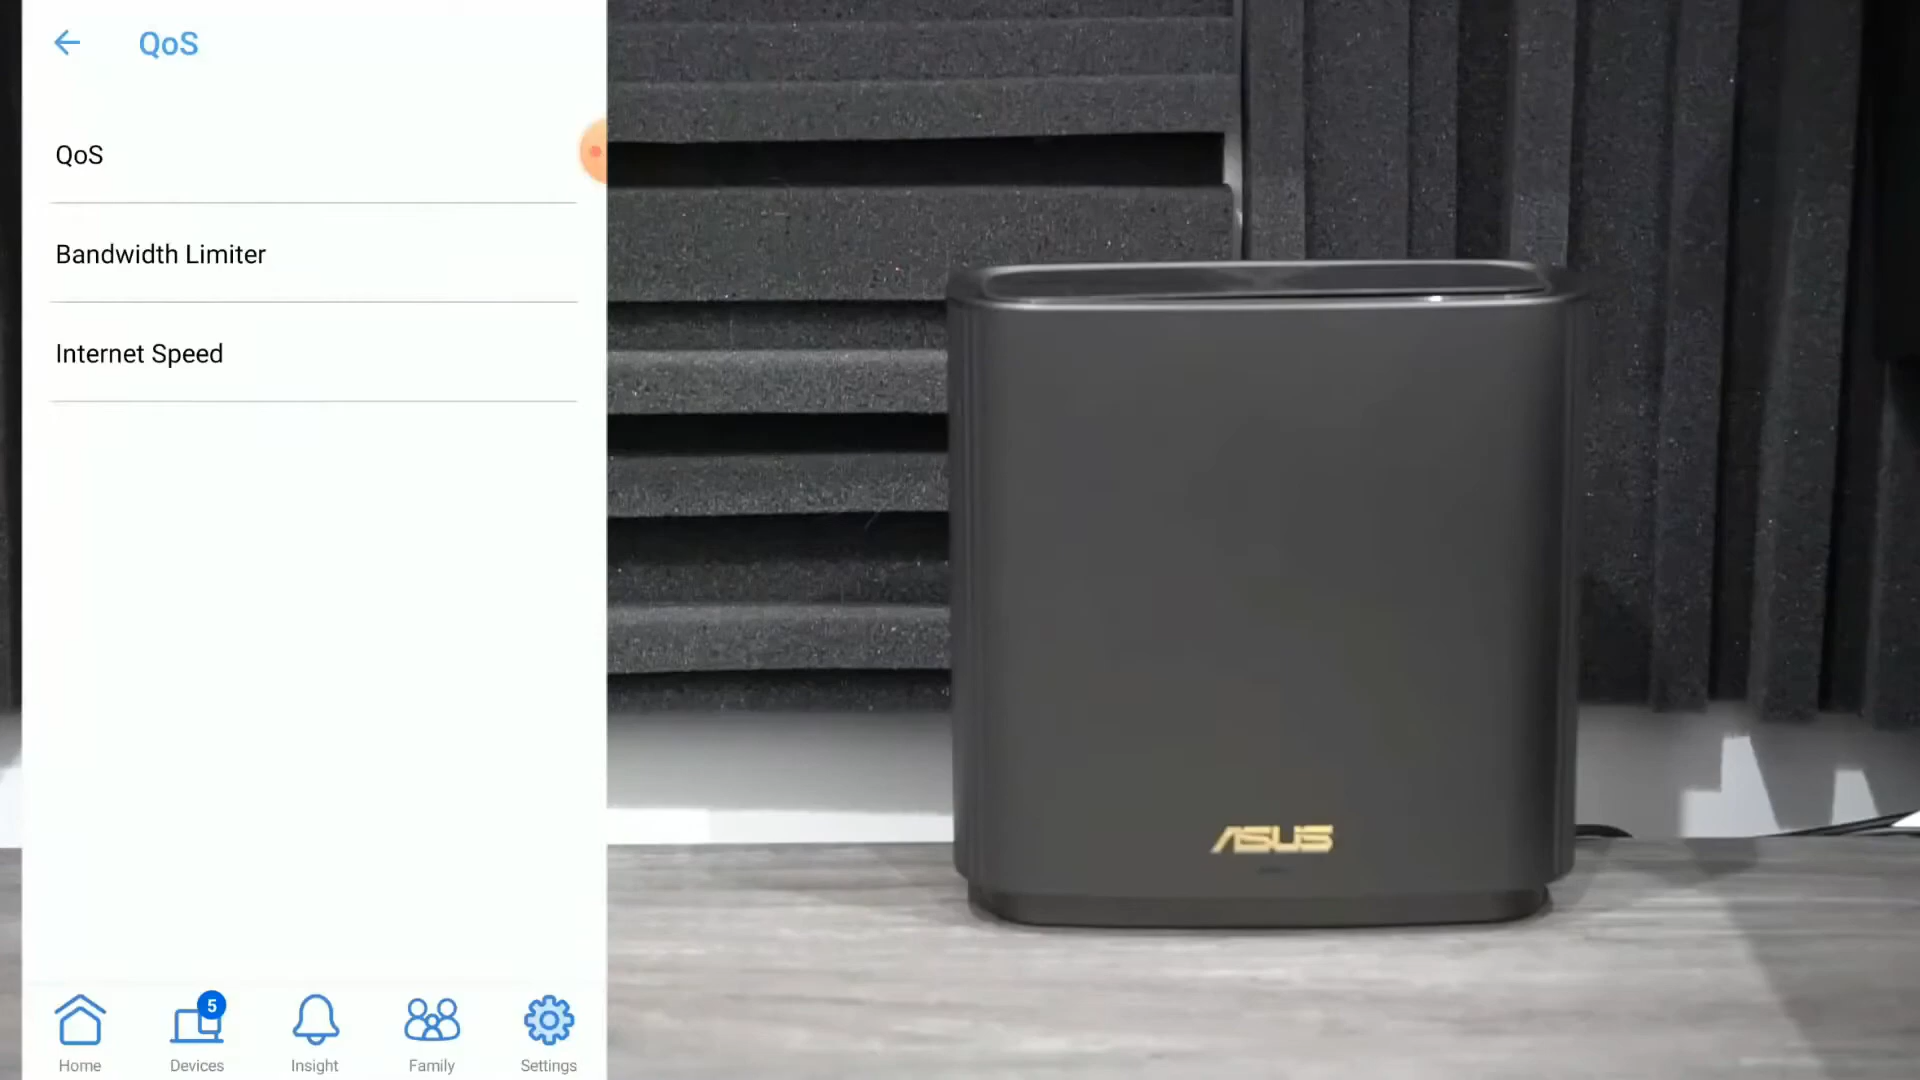 QoS
QoS
Bandwidth Limiter
Internet Speed
5
Home
Devices
Insight
Family
Settings
ASUS